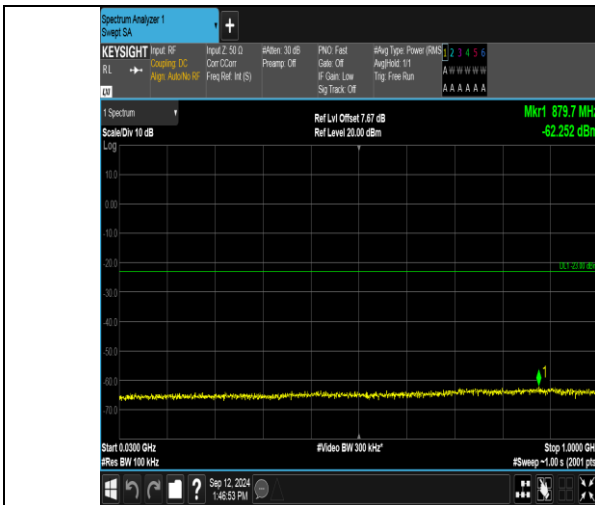 Spectrum Analyzer 1
Swept SA
+
KEYSIGHT Input: RF Input Z: 50 Ω #Atten: 30 dB PNO: Fast #Avg Type: Power (RMS 1 2 3 4 5 6
RL Coupling: DC Corr CCorr Preamp: Off Gate: Off Avg|Hold: 1/1 A W W W W W
Align: Auto/No RF Freq Ref: Int (S) IF Gain: Low Trig: Free Run
Sig Track: Off A A A A A A
LXI
1 Spectrum Ref Lvl Offset 7.67 dB Mkr1 879.7 MHz
Scale/Div 10 dB Ref Level 20.00 dBm -62.252 dBm
Log
10.0
0.00
-10.0
-20.0
DL1 -23.00 dBm
-30.0
-40.0
-50.0
1
-60.0
-70.0
Start 0.0300 GHz #Video BW 300 kHz* Stop 1.0000 GHz
#Res BW 100 kHz #Sweep ~1.00 s (2001 pts
Sep 12, 2024
1:46:53 PM